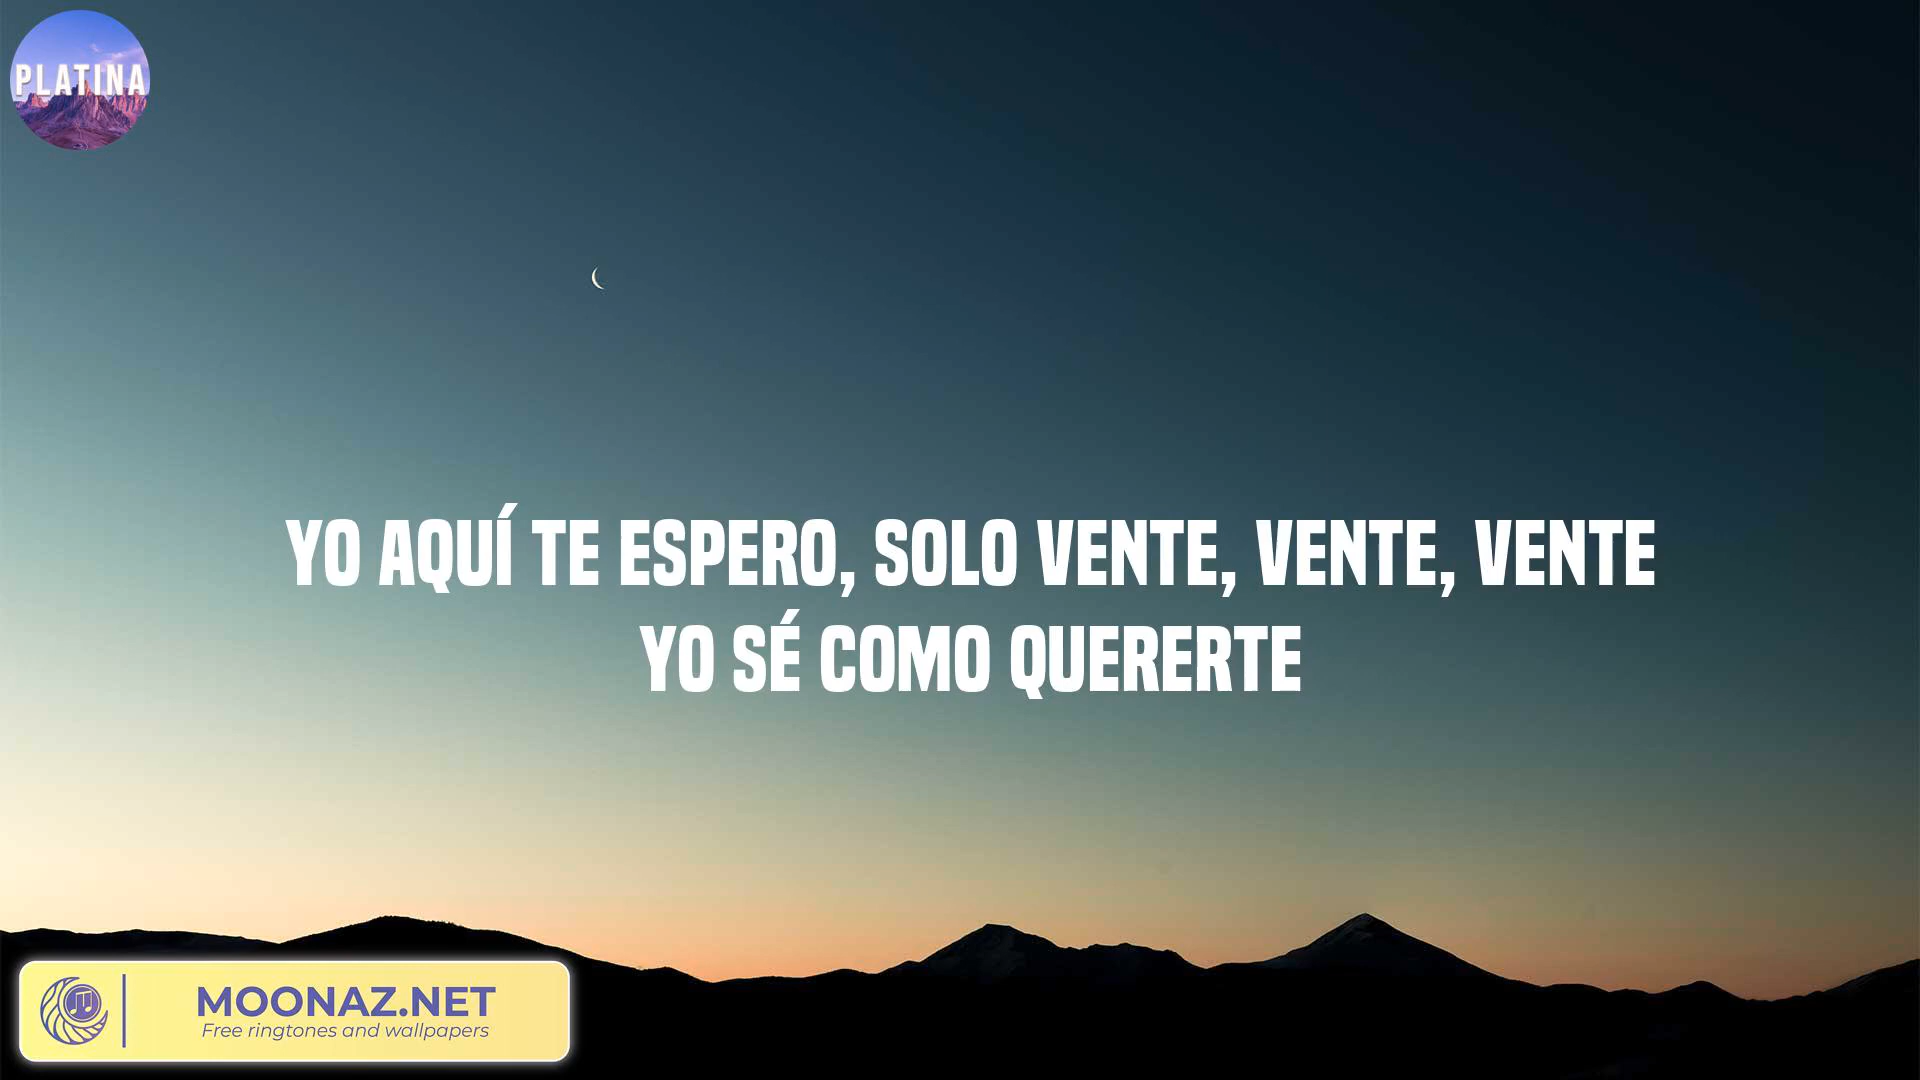 PLATINA
YO AQUÍ TE ESPERO, SOLO VENTE, VENTE, VENTE
YO SÉ COMO QUERERTE
MOONAZ.NET
Free ringtones and wallpapers